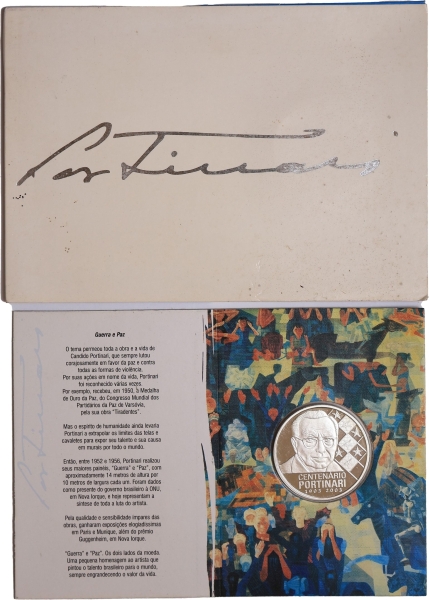 Portinari
Guerra e Paz
O tema permeou toda a obra e a vida de
Candido Portinari, que sempre lutou
corajosamente em favor da paz e contra
todas as formas de violência.
Por suas ações em nome da vida, Portinari
foi reconhecido várias vezes.
Por exemplo, recebeu, em 1950, à Medalha
de Ouro da Paz, do Congresso Mundial dos
Partidários da Paz de Varsóvia,
pela sua obra "Tiradentes".
Mas o espírito de humanidade ainda levaria
Portinari a extrapolar os limites das telas e
cavaletes para expor seu talento e sua causa
em murais por todo o mundo.
Então, entre 1952 e 1956, Portinari realizou
seus maiores painéis, "Guerra" e "Paz", com
aproximadamente 14 metros de altura por
10 metros de largura cada um. Foram dados
como presente do governo brasileiro à ONU,
em Nova Iorque, e hoje representam a
síntese de toda a luta do artista.
Pela qualidade e sensibilidade ímpares das
obras, ganharam exposições elogiadíssimas
em Paris e Munique, além do prêmio
Guggenheim, em Nova Iorque.
"Guerra" e "Paz". Os dois lados da moeda.
Uma pequena homenagem ao artista que
pintou o talento brasileiro para o mundo,
sempre engrandecendo o valor da vida.
CENTENÁRIO
PORTINARI
1903 2003